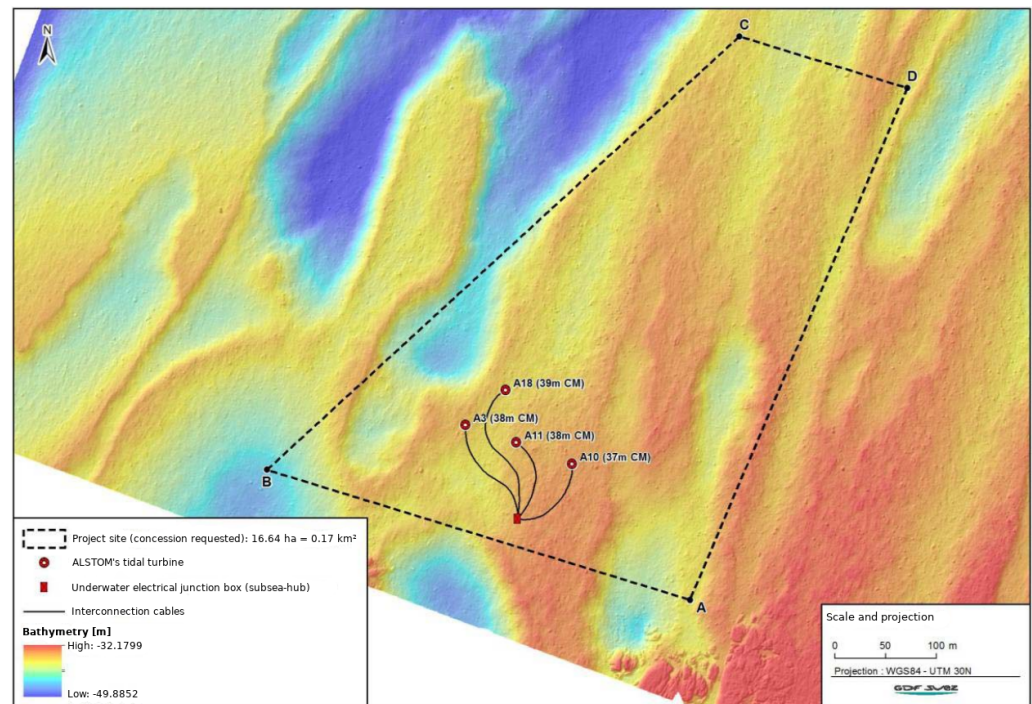 N
C
D
A18 (39m CM)
A3 (38m CM)
A11 (38m CM)
A10 (37m CM)
B
A
Project site (concession requested): 16.64 ha = 0.17 km²
ALSTOM's tidal turbine
Underwater electrical junction box (subsea-hub)
Interconnection cables
Bathymetry [m]
High: -32.1799
Low: -49.8852
Scale and projection
0 50 100 m
Projection : WGS84 - UTM 30N
GDF SUEZ